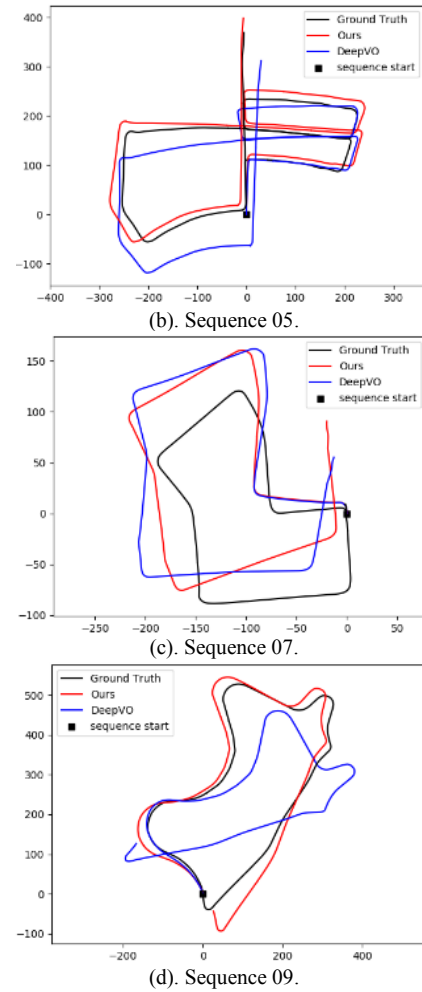 400
300
200
100
0
−100
−400 −300 −200 −100 0 100 200 300
Ground Truth
Ours
DeepVO
sequence start
(b). Sequence 05.
150
100
50
0
−50
−100
−250 −200 −150 −100 −50 0 50
Ground Truth
Ours
DeepVO
sequence start
(c). Sequence 07.
Ground Truth
Ours
DeepVO
sequence start
500
400
300
200
100
0
−100
−200 0 200 400
(d). Sequence 09.